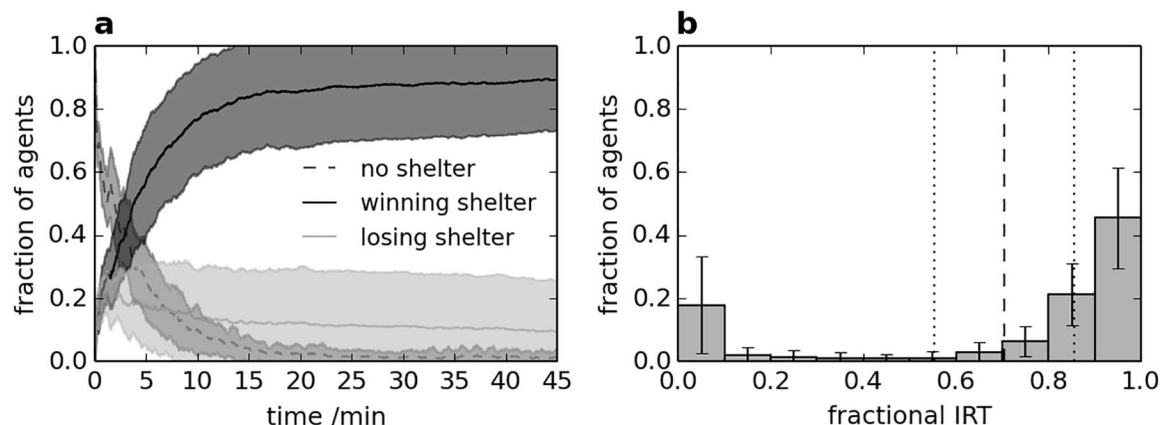 a
b
1.0
0.8
0.6
0.4
0.2
0.0
fraction of agents
no shelter
winning shelter
losing shelter
0 5 10 15 20 25 30 35 40 45
time /min
1.0
0.8
0.6
0.4
0.2
0.0
fraction of agents
0.0 0.2 0.4 0.6 0.8 1.0
fractional IRT